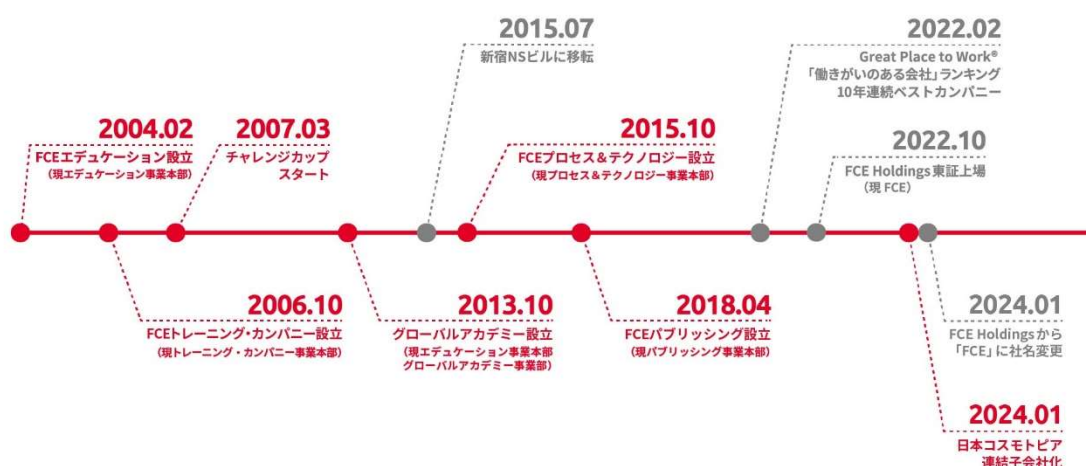 2004.02
FCEエデュケーション設立
（現エデュケーション事業本部）
2006.10
FCEトレーニング・カンパニー設立
（現トレーニング・カンパニー事業本部）
2007.03
チャレンジカップ
スタート
2013.10
グローバルアカデミー設立
（現エデュケーション事業本部
グローバルアカデミー事業部）
2015.07
新宿NSビルに移転
2015.10
FCEプロセス＆テクノロジー設立
（現プロセス＆テクノロジー事業本部）
2018.04
FCEパブリッシング設立
（現パブリッシング事業本部）
2022.02
Great Place to Work®
「働きがいのある会社」ランキング
10年連続ベストカンパニー
2022.10
FCE Holdings東証上場
（現 FCE）
2024.01
FCE Holdingsから
「FCE」に社名変更
2024.01
日本コスモトピア
連結子会社化